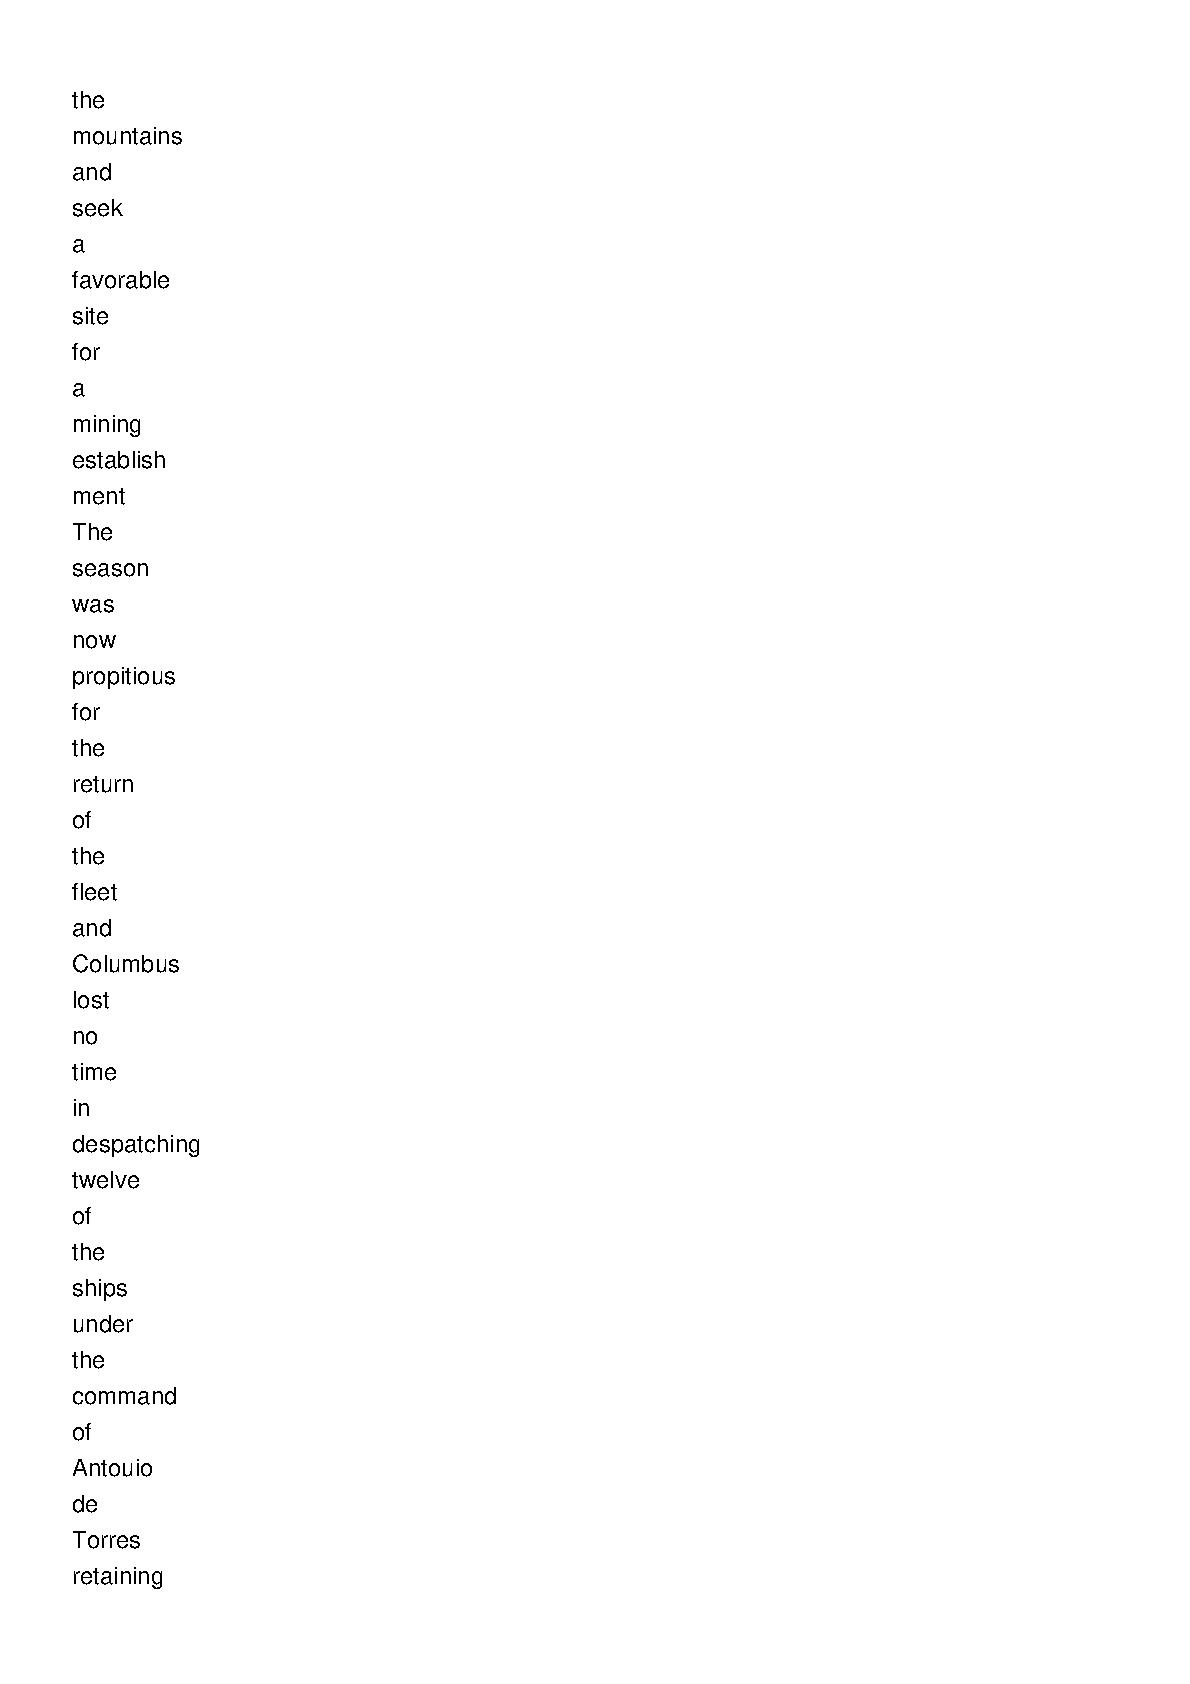 the
mountains
and
seek
a
favorable
site
for
a
mining
establish
ment
The
season
was
now
propitious
for
the
return
of
the
fleet
and
Columbus
lost
no
time
in
despatching
twelve
of
the
ships
under
the
command
of
Antouio
de
Torres
retaining